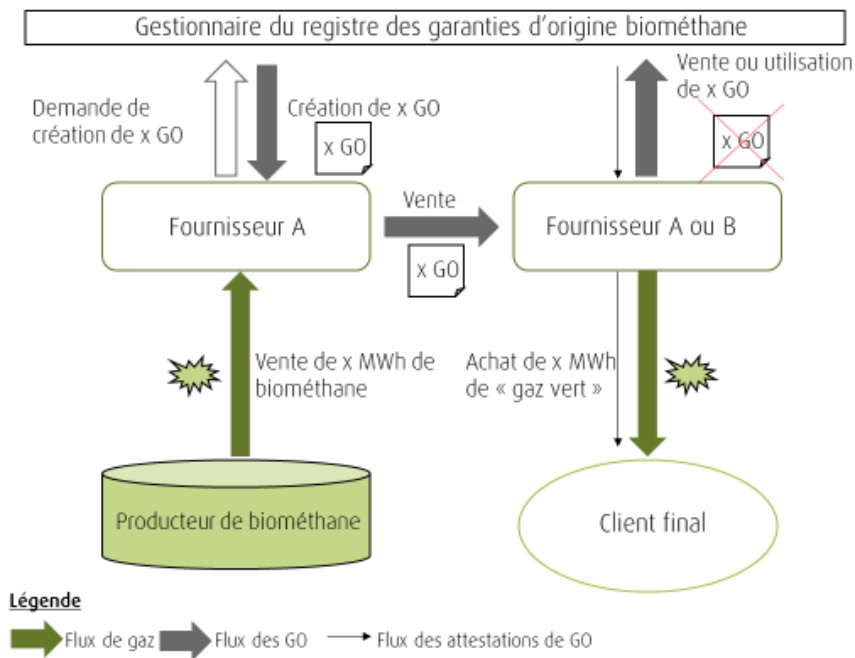 Gestionnaire du registre des garanties d'origine biométhane
Demande de
création de x GO
Création de x GO
x GO
Vente ou utilisation
de x GO
x GO
Fournisseur A
Vente
x GO
Fournisseur A ou B
Vente de x MWh de
biométhane
Achat de x MWh
de « gaz vert »
Producteur de biométhane
Client final
Légende
Flux de gaz
Flux des GO
Flux des attestations de GO